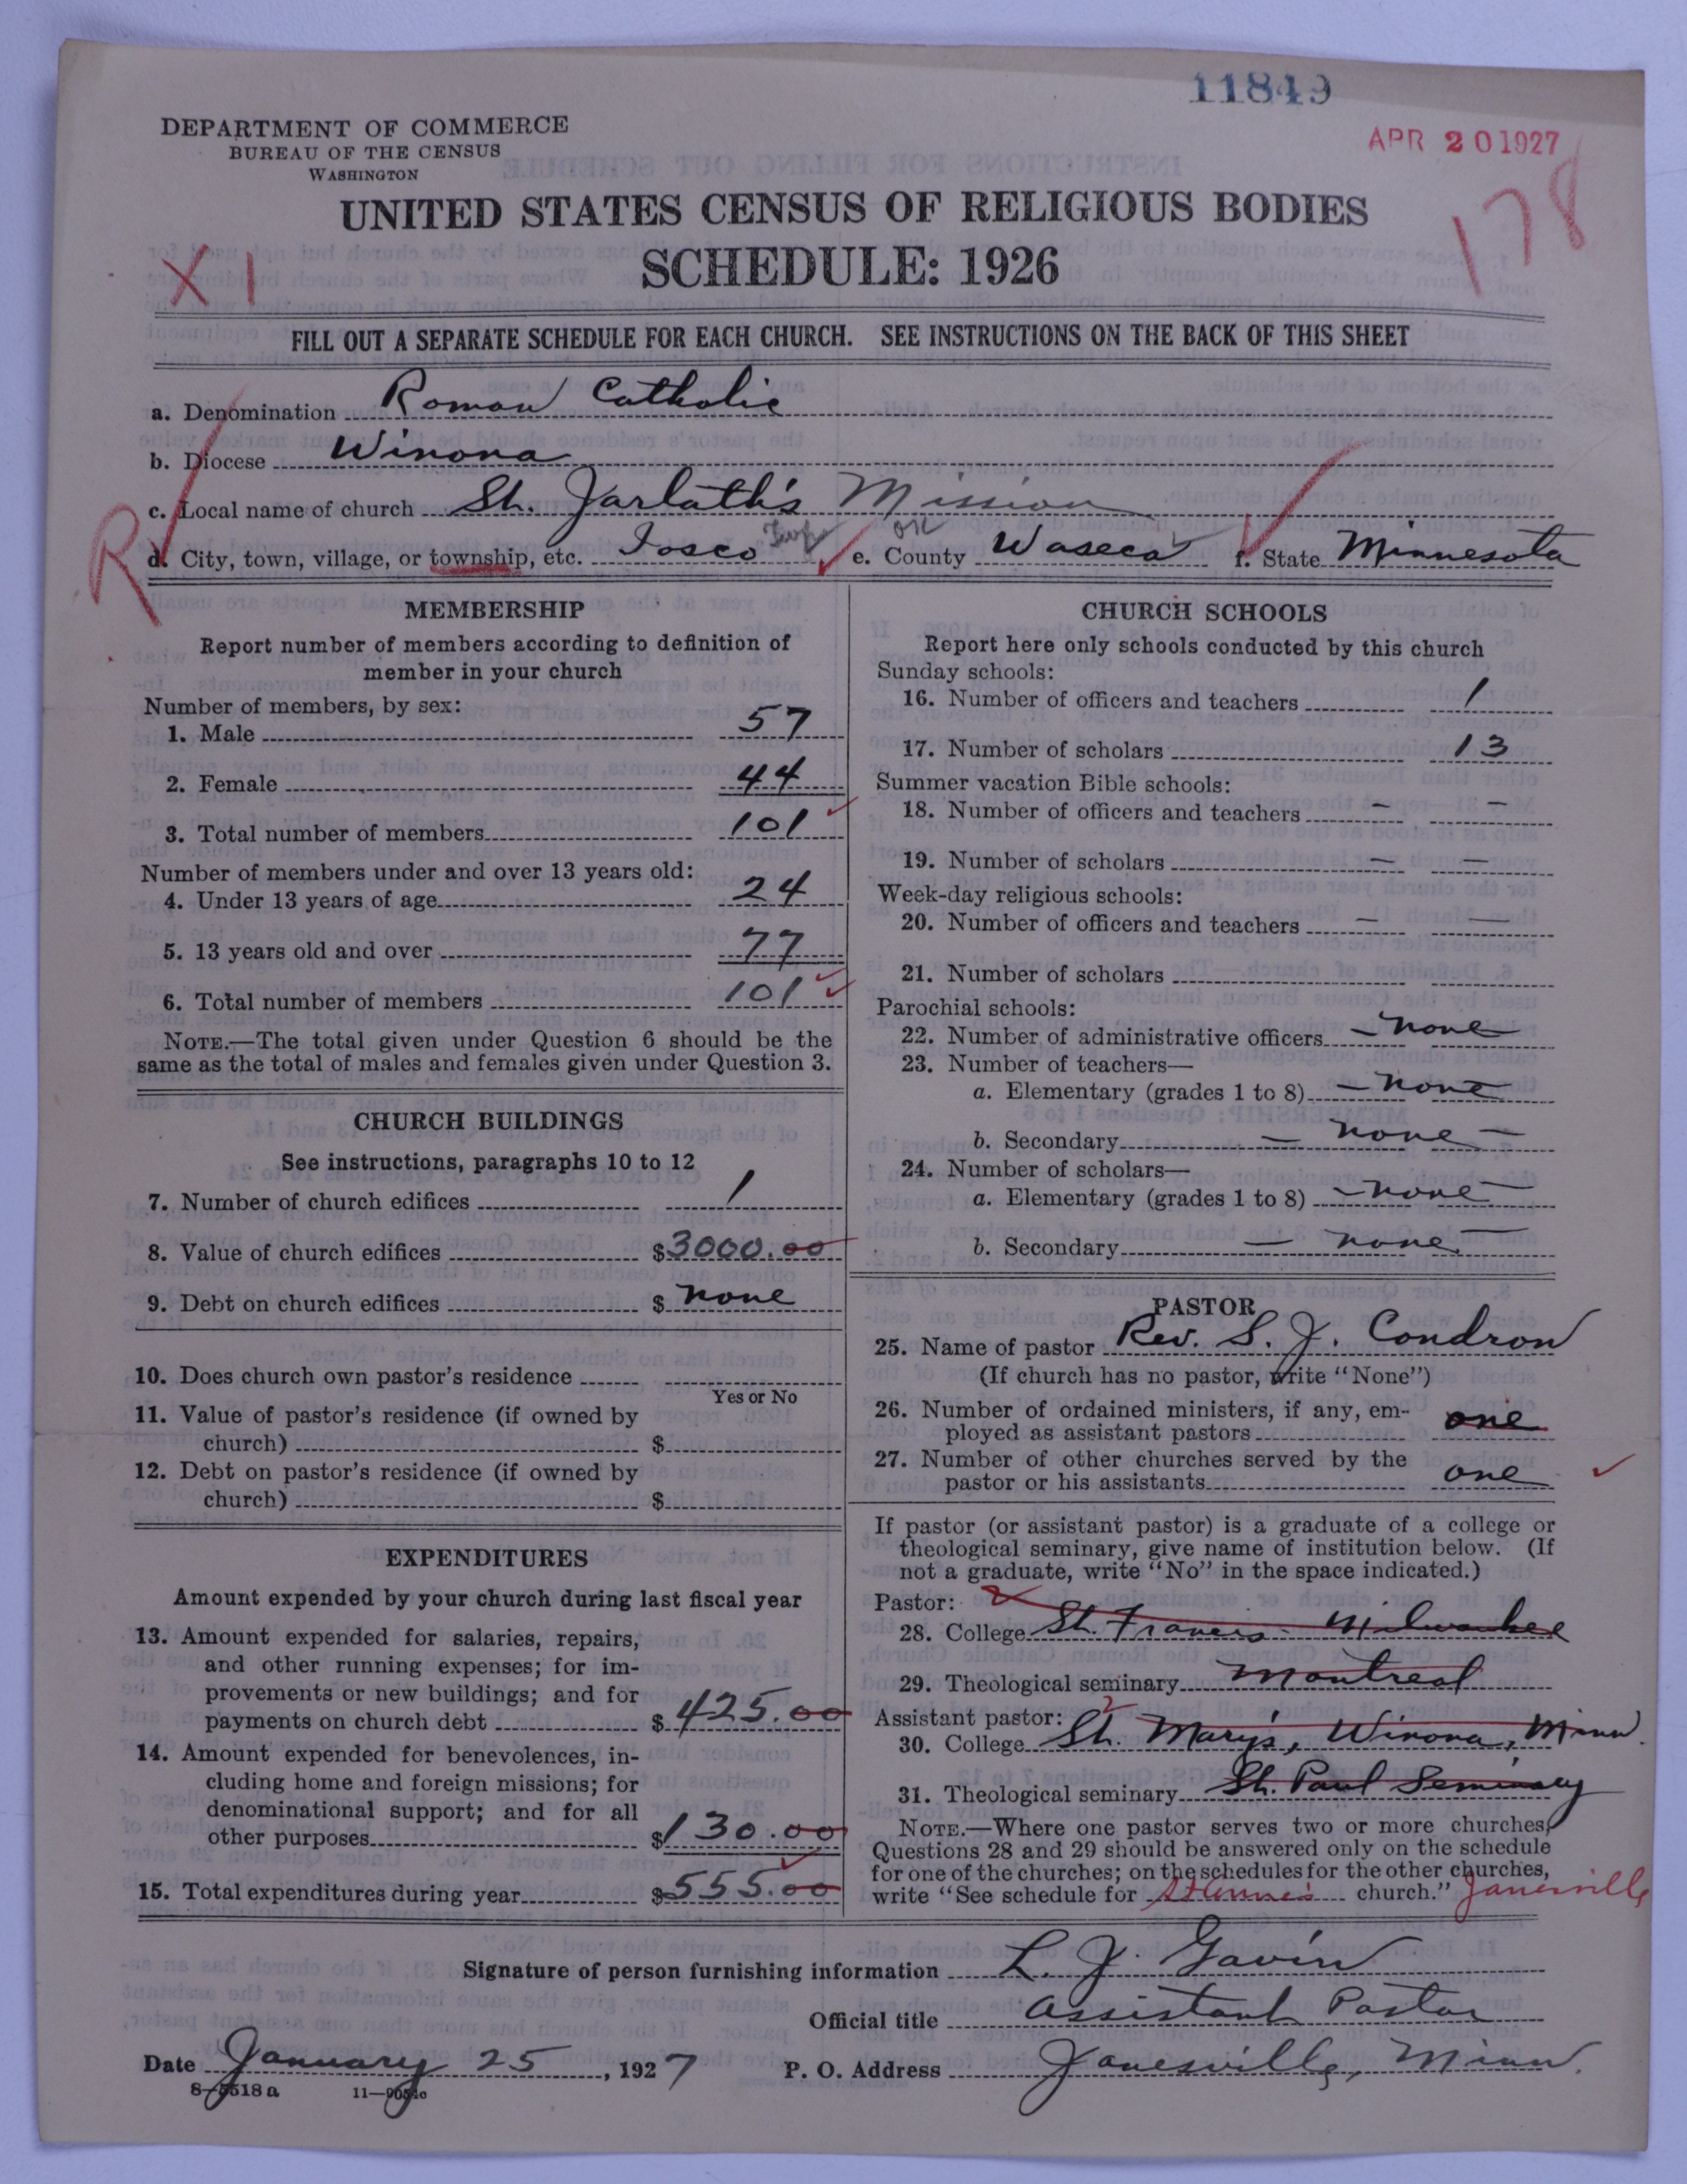 11849
APR 20 1927
178
DEPARTMENT OF COMMERCE
BUREAU OF THE CENSUS
WASHINGTON
UNITED STATES CENSUS OF RELIGIOUS BODIES
SCHEDULE: 1926
X 1
FILL OUT A SEPARATE SCHEDULE FOR EACH CHURCH. SEE INSTRUCTIONS ON THE BACK OF THIS SHEET
a. Denomination Roman Catholic
b. Diocese Winona
c. Local name of church St. Jarlath's Mission
R
d. City, town, village, or township, etc. Iosco Twp e. County Waseca OK f. State Minnesota
MEMBERSHIP
Report number of members according to definition of
member in your church
Number of members, by sex:
1. Male 57
2. Female 44
3. Total number of members 101
Number of members under and over 13 years old:
4. Under 13 years of age 24
5. 13 years old and over 77
6. Total number of members 101
NOTE.—The total given under Question 6 should be the
same as the total of males and females given under Question 3.
CHURCH BUILDINGS
See instructions, paragraphs 10 to 12
7. Number of church edifices 1
8. Value of church edifices $3000.00
9. Debt on church edifices $ none
10. Does church own pastor's residence
Yes or No
11. Value of pastor's residence (if owned by
church) $
12. Debt on pastor's residence (if owned by
church) $
EXPENDITURES
Amount expended by your church during last fiscal year
13. Amount expended for salaries, repairs,
and other running expenses; for im-
provements or new buildings; and for
payments on church debt $425.00
14. Amount expended for benevolences, in-
cluding home and foreign missions; for
denominational support; and for all
other purposes $130.00
15. Total expenditures during year $555.00
CHURCH SCHOOLS
Report here only schools conducted by this church
Sunday schools:
16. Number of officers and teachers 1
17. Number of scholars 13
Summer vacation Bible schools:
18. Number of officers and teachers – –
19. Number of scholars – –
Week-day religious schools:
20. Number of officers and teachers – –
21. Number of scholars
Parochial schools:
22. Number of administrative officers – none –
23. Number of teachers—
a. Elementary (grades 1 to 8) – none –
b. Secondary – none –
24. Number of scholars—
a. Elementary (grades 1 to 8) – none –
b. Secondary – none –
PASTOR
25. Name of pastor Rev. S. J. Condron
(If church has no pastor, write "None")
26. Number of ordained ministers, if any, em-
ployed as assistant pastors one
27. Number of other churches served by the
pastor or his assistants one
If pastor (or assistant pastor) is a graduate of a college or
theological seminary, give name of institution below. (If
not a graduate, write "No" in the space indicated.)
Pastor:
28. College St. Francis - Milwaukee
29. Theological seminary Montreal
Assistant pastor:
30. College St. Mary's, Winona, Minn.
31. Theological seminary St. Paul Seminary
NOTE.—Where one pastor serves two or more churches,
Questions 28 and 29 should be answered only on the schedule
for one of the churches; on the schedules for the other churches,
write "See schedule for St Anne's church." Janesville
Signature of person furnishing information L. J. Gavin
Official title Assistant Pastor
Date January 25, 1927 P. O. Address Janesville, Minn.
8-5518 a